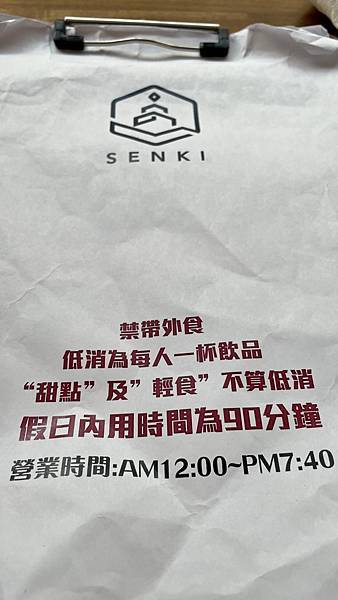 SENKI
禁帶外食
低消為每人一杯飲品
“甜點”及”輕食”不算低消
假日內用時間為90分鐘
營業時間:AM12:00~PM7:40